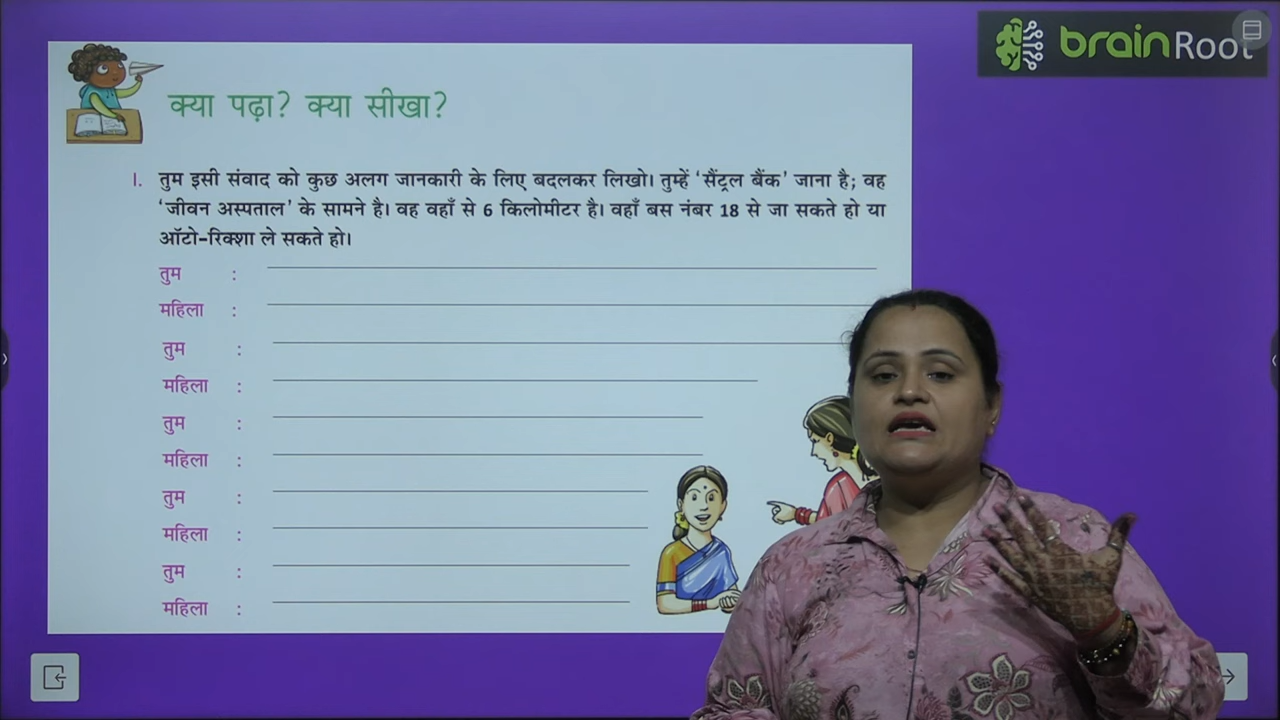 brainRoot
क्या पढ़ा? क्या सीखा?
I. तुम इसी संवाद को कुछ अलग जानकारी के लिए बदलकर लिखो। तुम्हें ‘सैंट्रल बैंक’ जाना है; वह
‘जीवन अस्पताल’ के सामने है। वह वहाँ से 6 किलोमीटर है। वहाँ बस नंबर 18 से जा सकते हो या
ऑटो-रिक्शा ले सकते हो।
तुम :
महिला :
तुम :
महिला :
तुम :
महिला :
तुम :
महिला :
तुम :
महिला :